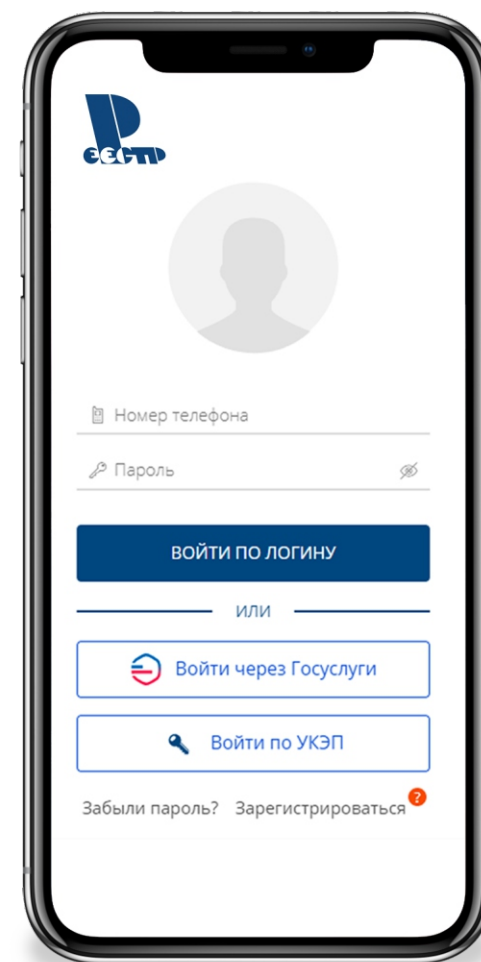 Реестр
Номер телефона
Пароль
ВОЙТИ ПО ЛОГИНУ
или
Войти через Госуслуги
Войти по УКЭП
Забыли пароль? Зарегистрироваться ?